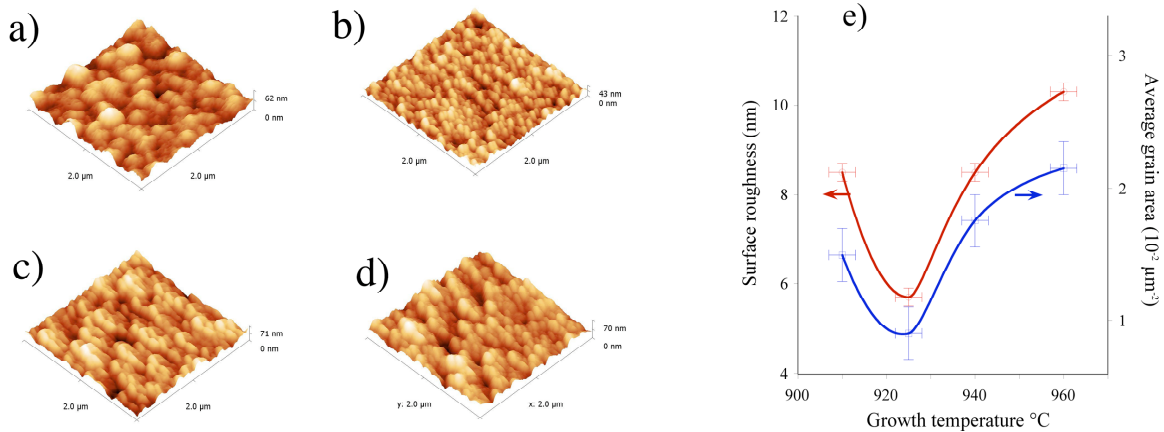 a)
62 nm
0 nm
2.0 μm
2.0 μm
b)
43 nm
0 nm
2.0 μm
2.0 μm
c)
71 nm
0 nm
2.0 μm
2.0 μm
d)
70 nm
0 nm
y. 2.0 μm
x. 2.0 μm
e)
Surface roughness (nm)
12
10
8
6
4
900
920
940
960
Growth temperature °C
3
2
1
Average grain area (10⁻² μm⁻²)